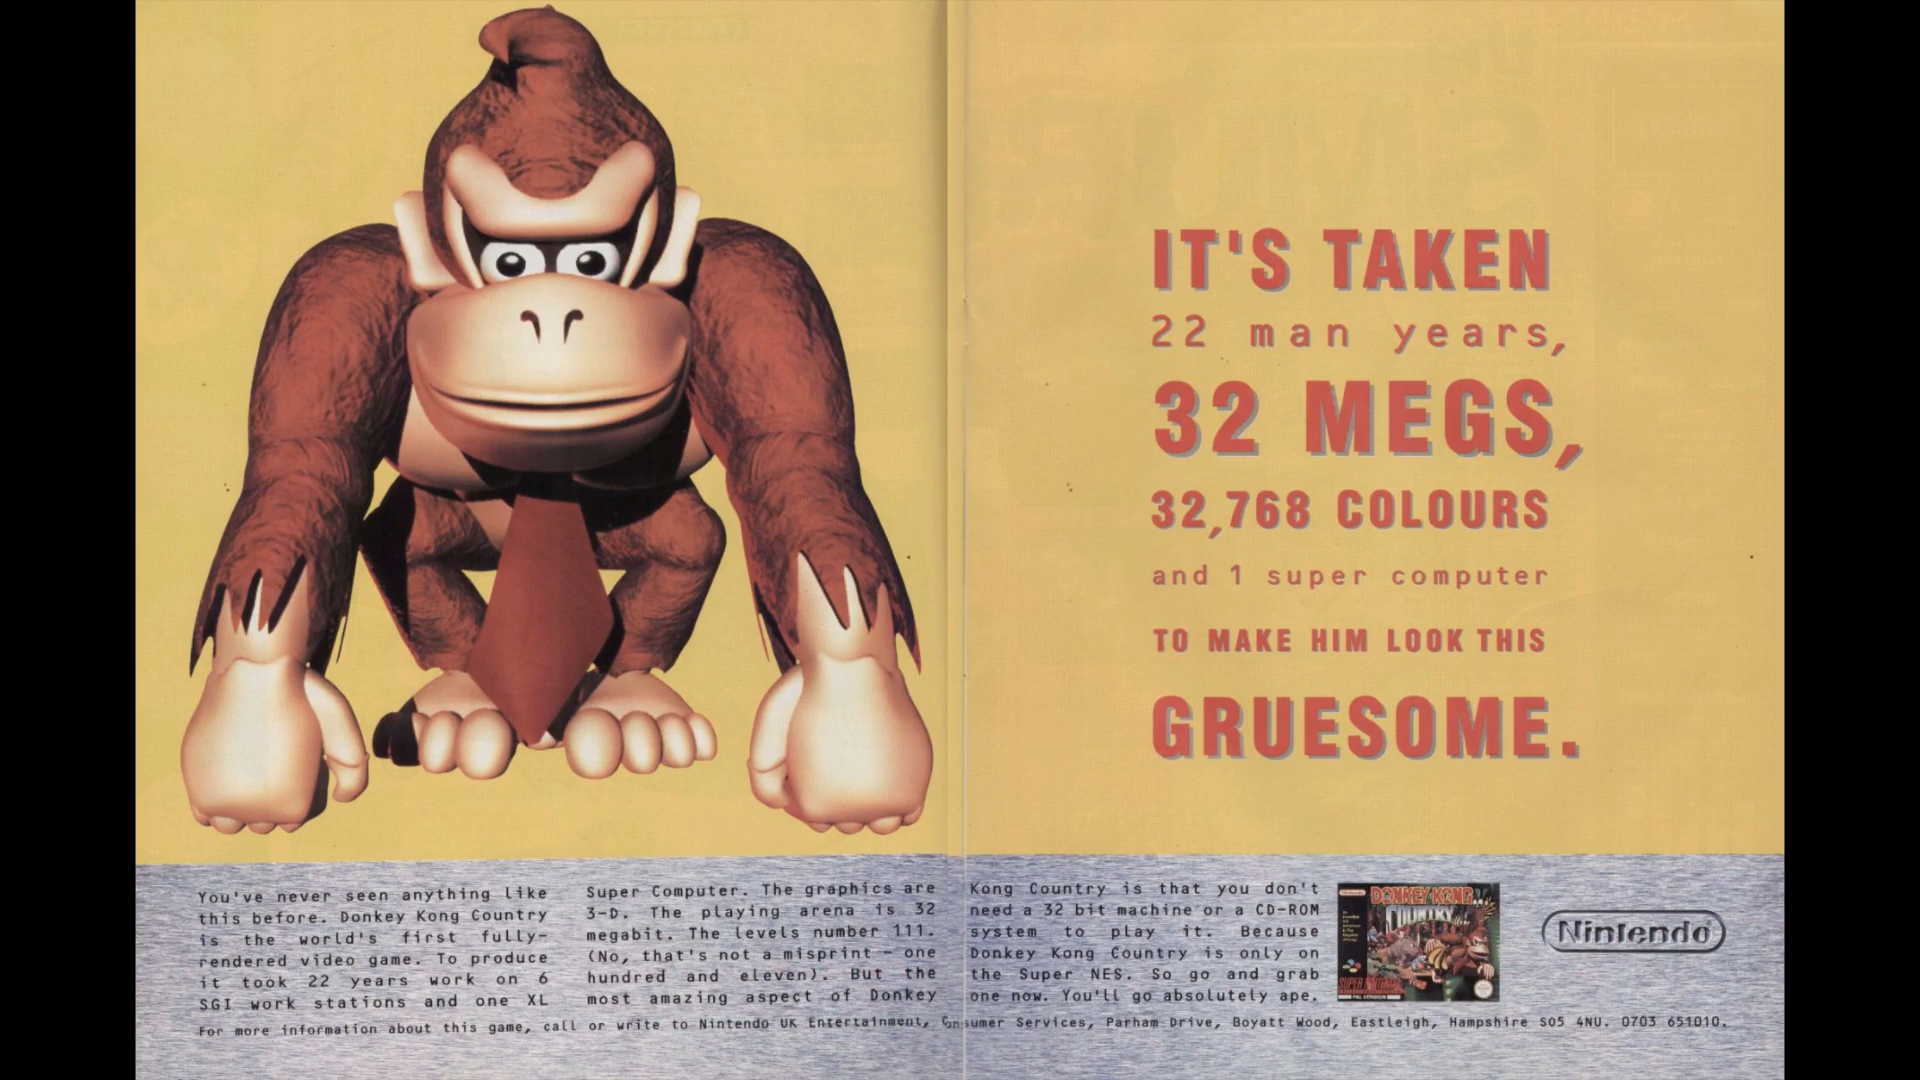 IT'S TAKEN
22 man years,
32 MEGS,
32,768 COLOURS
and 1 super computer
TO MAKE HIM LOOK THIS
GRUESOME.
You've never seen anything like
this before. Donkey Kong Country
is the world's first fully-
rendered video game. To produce
it took 22 years work on 6
SGI work stations and one XL
Super Computer. The graphics are
3-D. The playing arena is 32
megabit. The levels number 111.
(No, that's not a misprint - one
hundred and eleven). But the
most amazing aspect of Donkey
Kong Country is that you don't
need a 32 bit machine or a CD-ROM
system to play it. Because
Donkey Kong Country is only on
the Super NES. So go and grab
one now. You'll go absolutely ape.
DONKEY KONG
COUNTRY
SUPER NINTENDO
PAL VERSION
Nintendo
For more information about this game, call or write to Nintendo UK Entertainment, Consumer Services, Parham Drive, Boyatt Wood, Eastleigh, Hampshire SO5 4NU. 0703 651010.